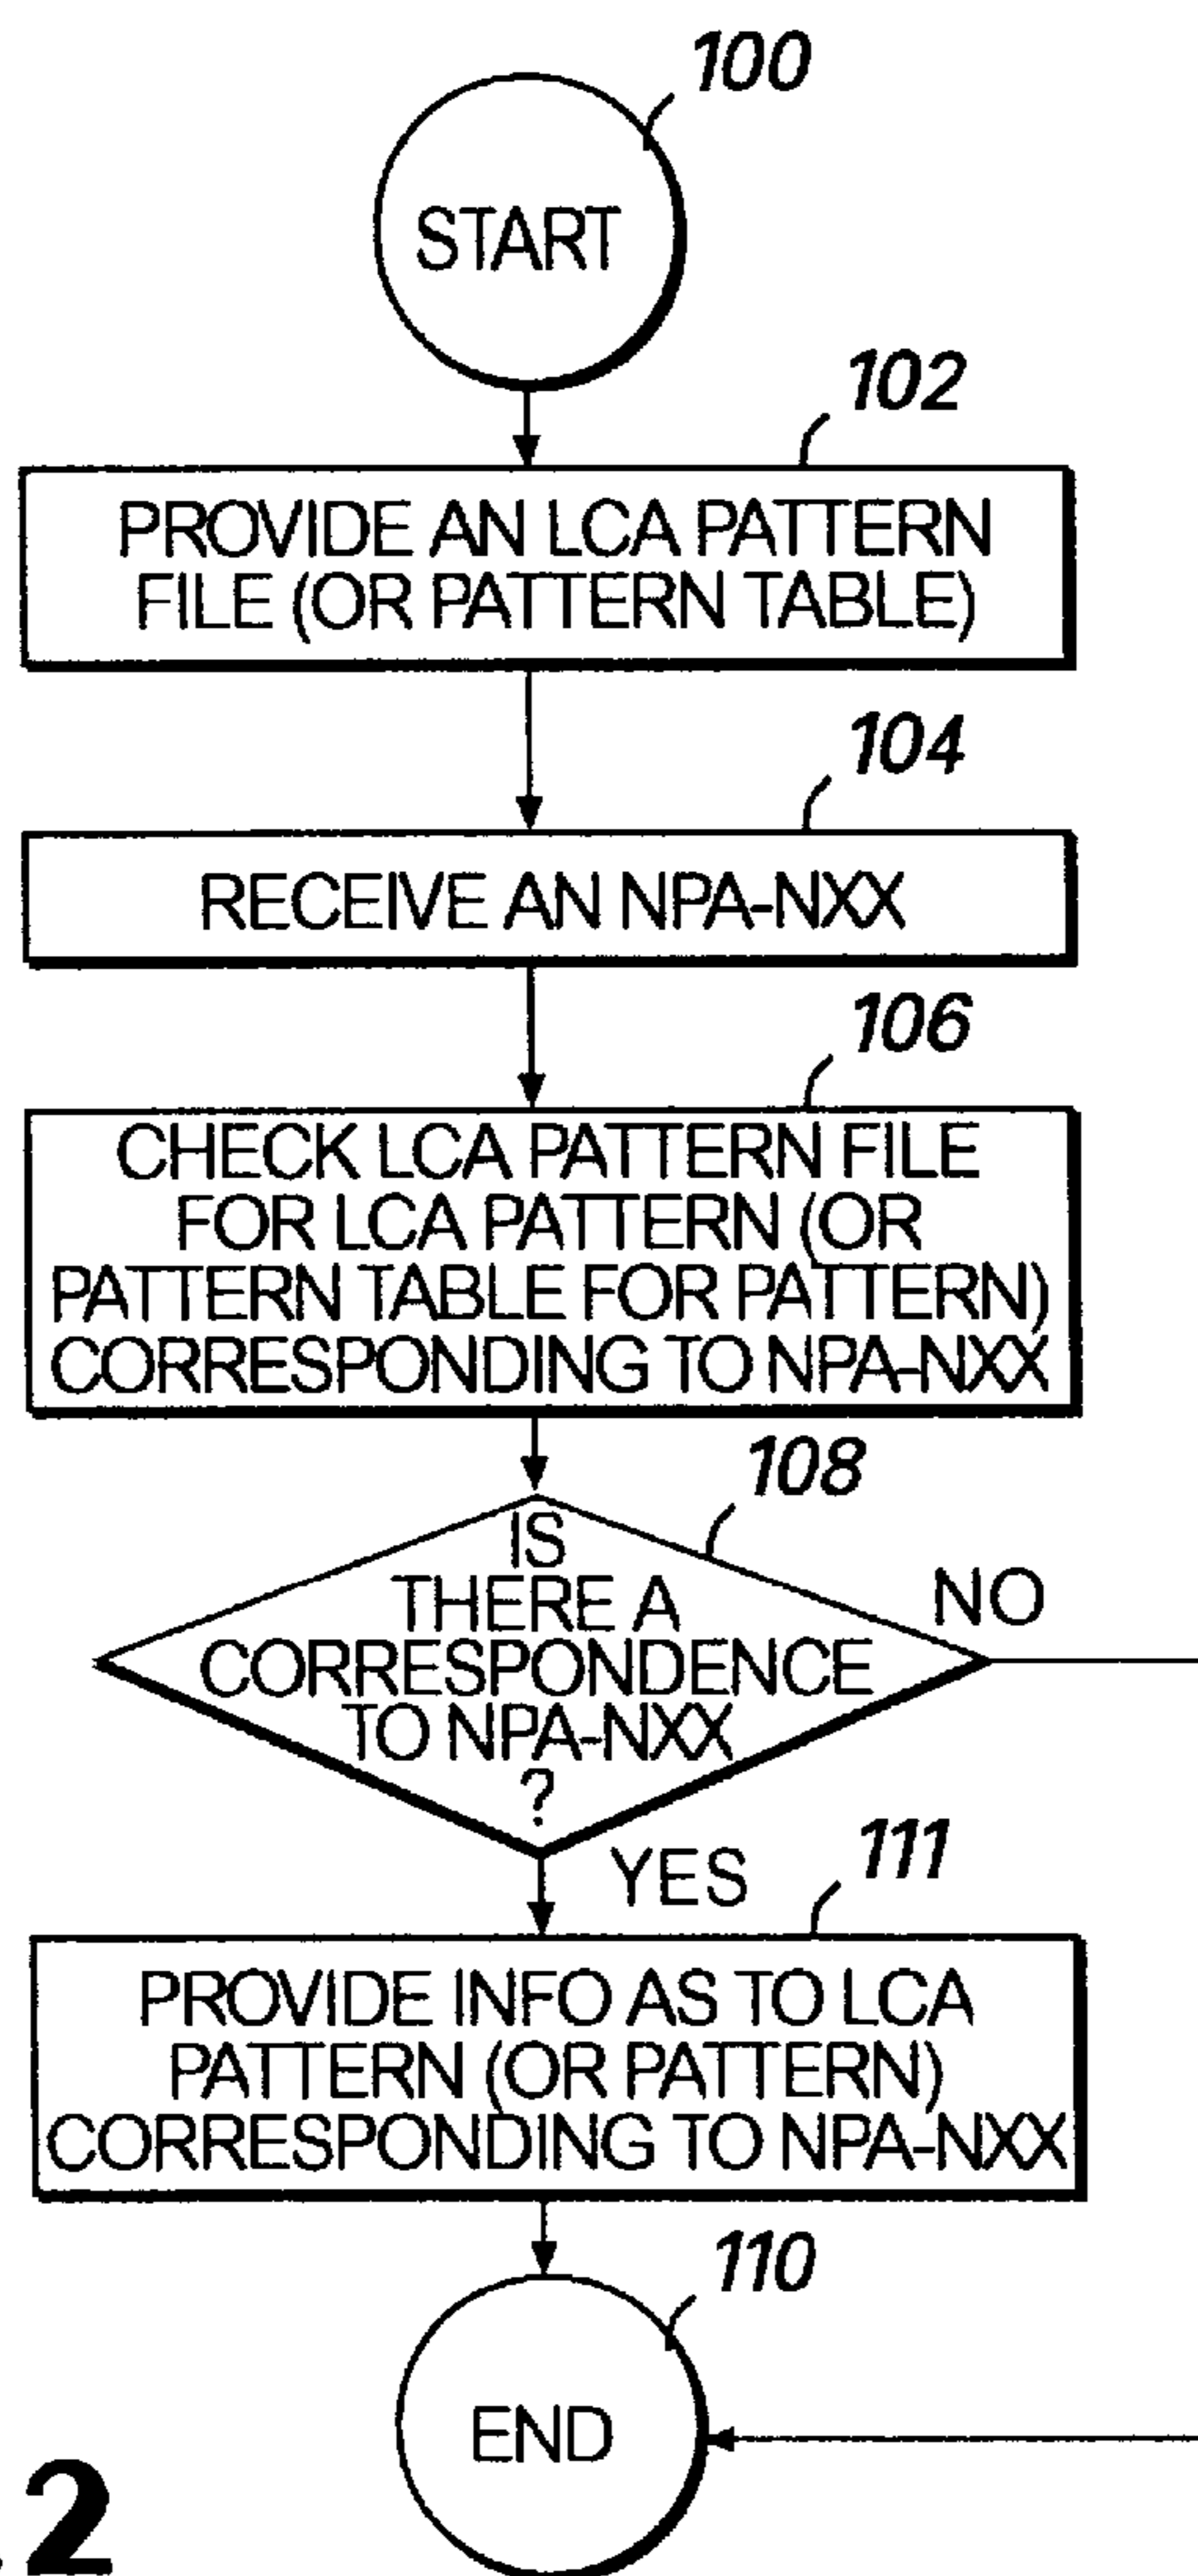 100
START
102
PROVIDE AN LCA PATTERN
FILE (OR PATTERN TABLE)
104
RECEIVE AN NPA-NXX
106
CHECK LCA PATTERN FILE
FOR LCA PATTERN (OR
PATTERN TABLE FOR PATTERN)
CORRESPONDING TO NPA-NXX
108
IS
THERE A
CORRESPONDENCE
TO NPA-NXX
?
NO
YES
111
PROVIDE INFO AS TO LCA
PATTERN (OR PATTERN)
CORRESPONDING TO NPA-NXX
110
END
. 2